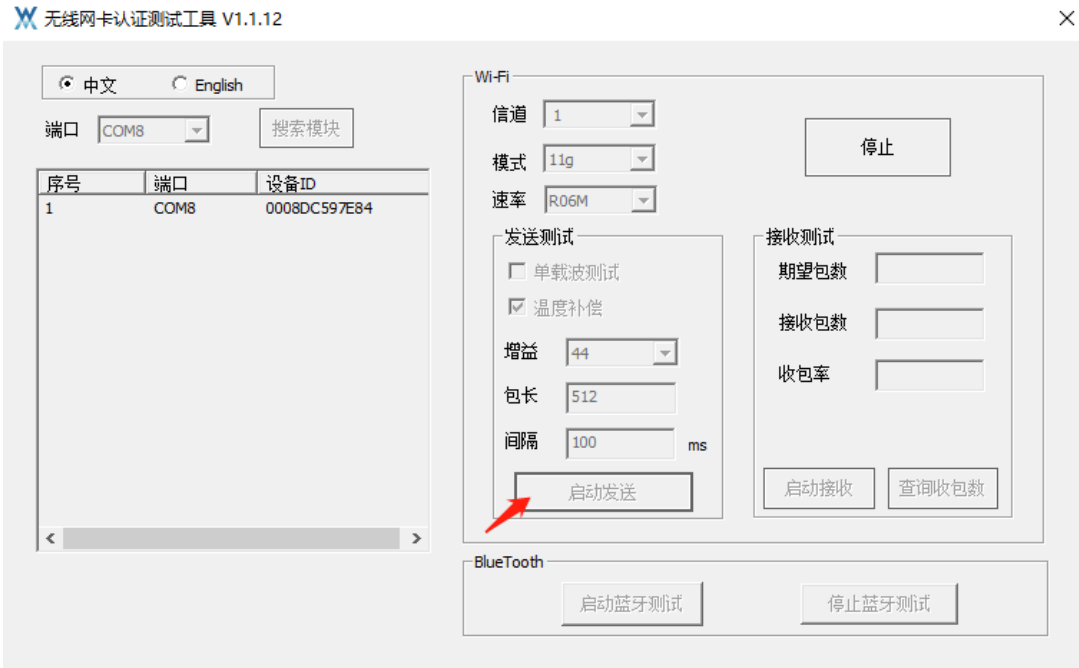 无线网卡认证测试工具 V1.1.12
中文 English
端口 COM8 搜索模块
序号 端口 设备ID
1 COM8 0008DC597E84
Wi-Fi
信道 1
模式 11g
速率 R06M
停止
发送测试
单载波测试
温度补偿
增益 44
包长 512
间隔 100 ms
启动发送
接收测试
期望包数
接收包数
收包率
启动接收 查询收包数
BlueTooth
启动蓝牙测试 停止蓝牙测试